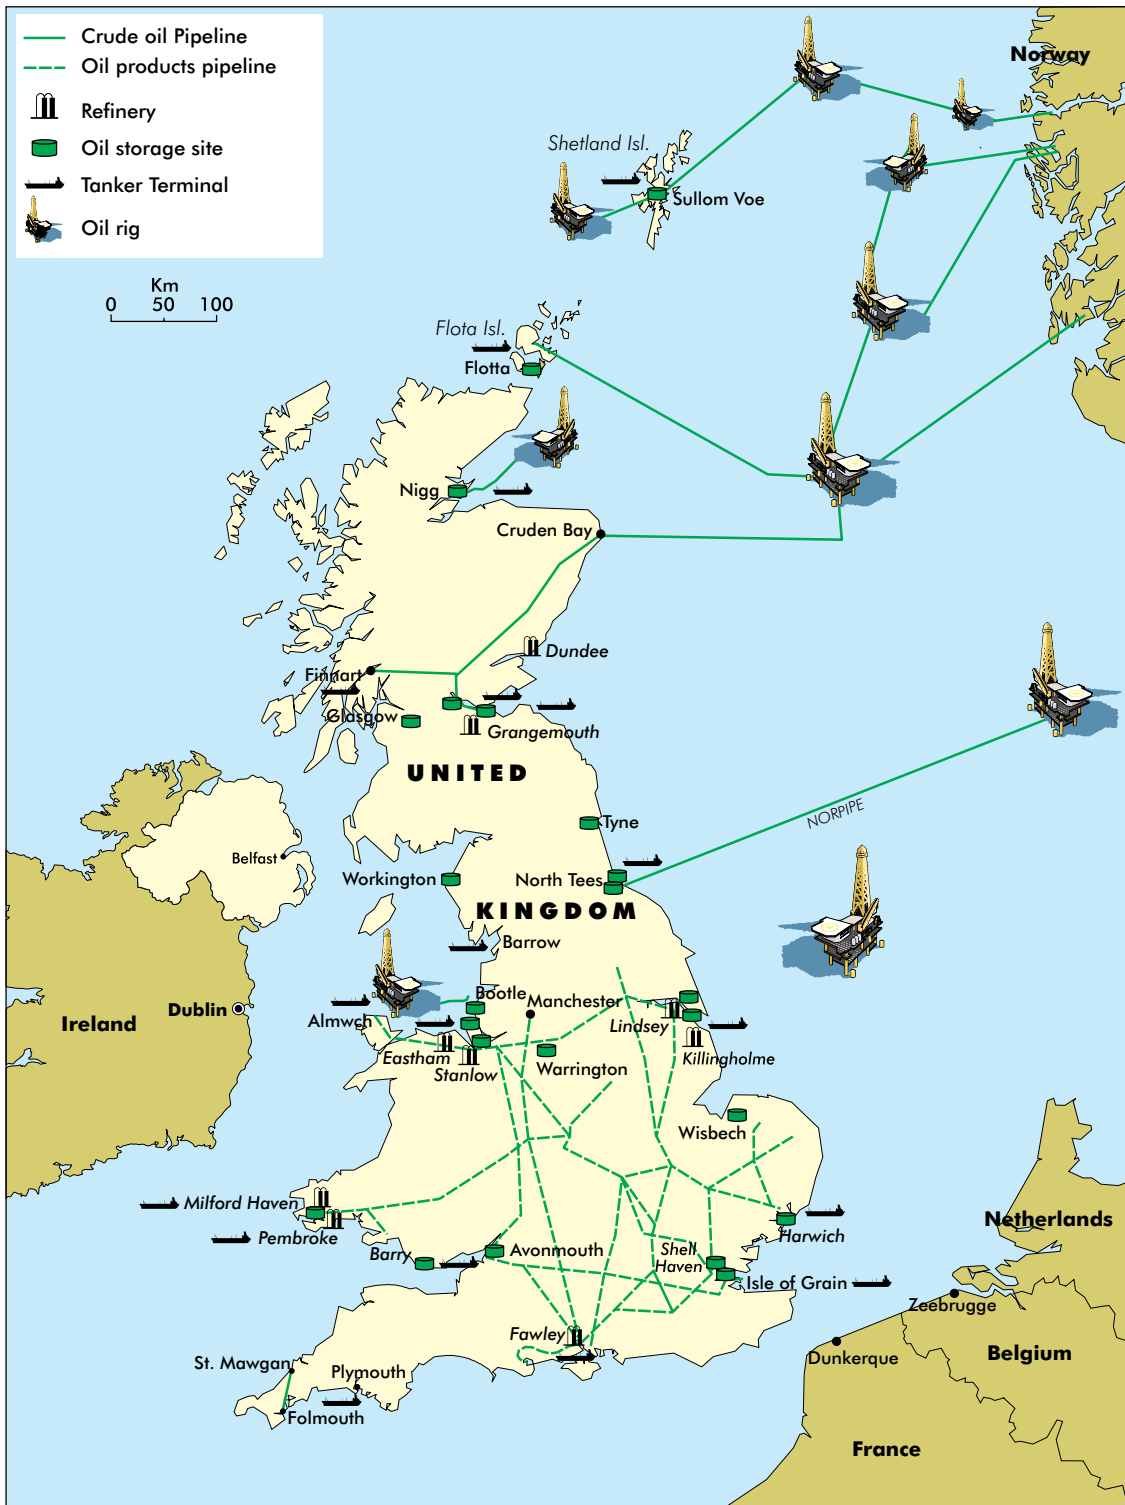 Crude oil Pipeline
Oil products pipeline
Refinery
Oil storage site
Tanker Terminal
Oil rig
Km
0 50 100
Norway
Shetland Isl.
Sullom Voe
Flota Isl.
Flotta
Nigg
Cruden Bay
Dundee
Finnart
Glasgow
Grangemouth
UNITED
NORPIPE
Tyne
Belfast
Workington
North Tees
KINGDOM
Barrow
Bootle
Manchester
Dublin
Ireland
Almwch
Lindsey
Eastham
Stanlow
Warrington
Killingholme
Wisbech
Milford Haven
Pembroke
Harwich
Netherlands
Barry
Avonmouth
Shell
Haven
Isle of Grain
Zeebrugge
Fawley
Dunkerque
Belgium
St. Mawgan
Plymouth
Folmouth
France